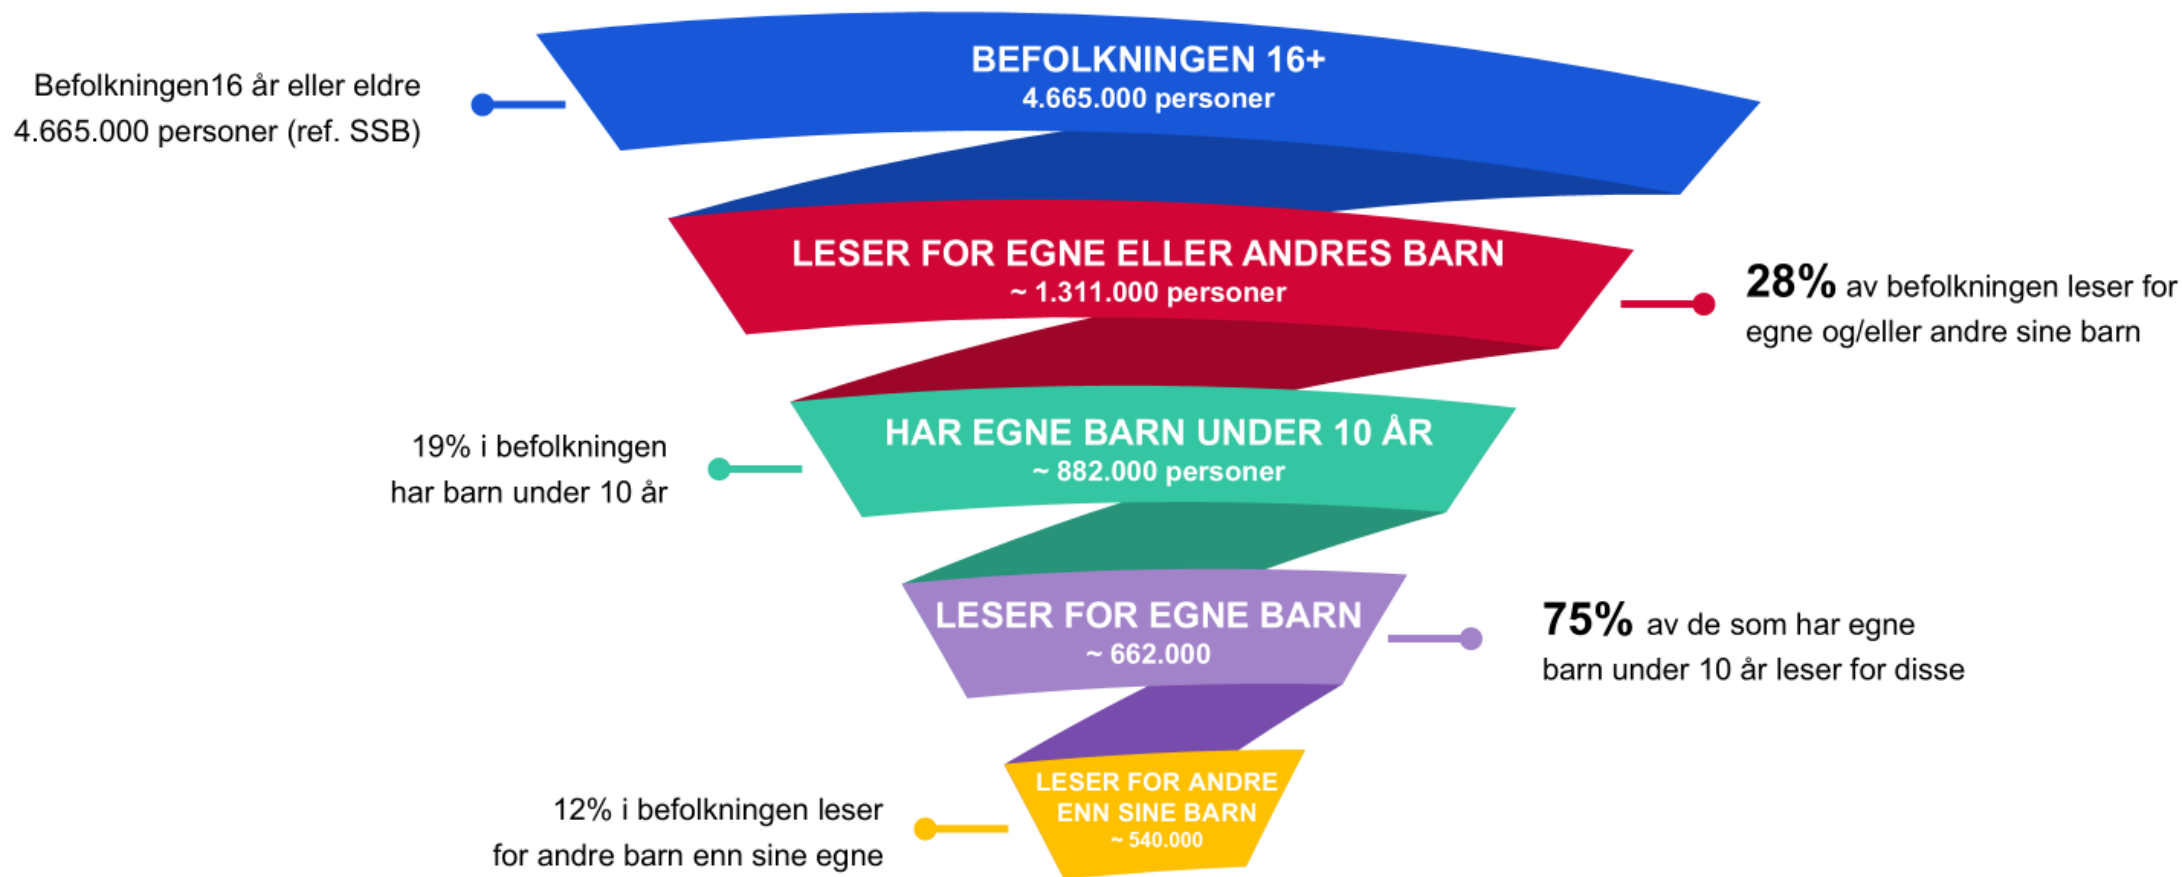 BEFOLKNINGEN 16+
4.665.000 personer
Befolkningen16 år eller eldre
4.665.000 personer (ref. SSB)
LESER FOR EGNE ELLER ANDRES BARN
~ 1.311.000 personer
28% av befolkningen leser for
egne og/eller andre sine barn
HAR EGNE BARN UNDER 10 ÅR
~ 882.000 personer
19% i befolkningen
har barn under 10 år
LESER FOR EGNE BARN
~ 662.000
75% av de som har egne
barn under 10 år leser for disse
LESER FOR ANDRE
ENN SINE BARN
~ 540.000
12% i befolkningen leser
for andre barn enn sine egne